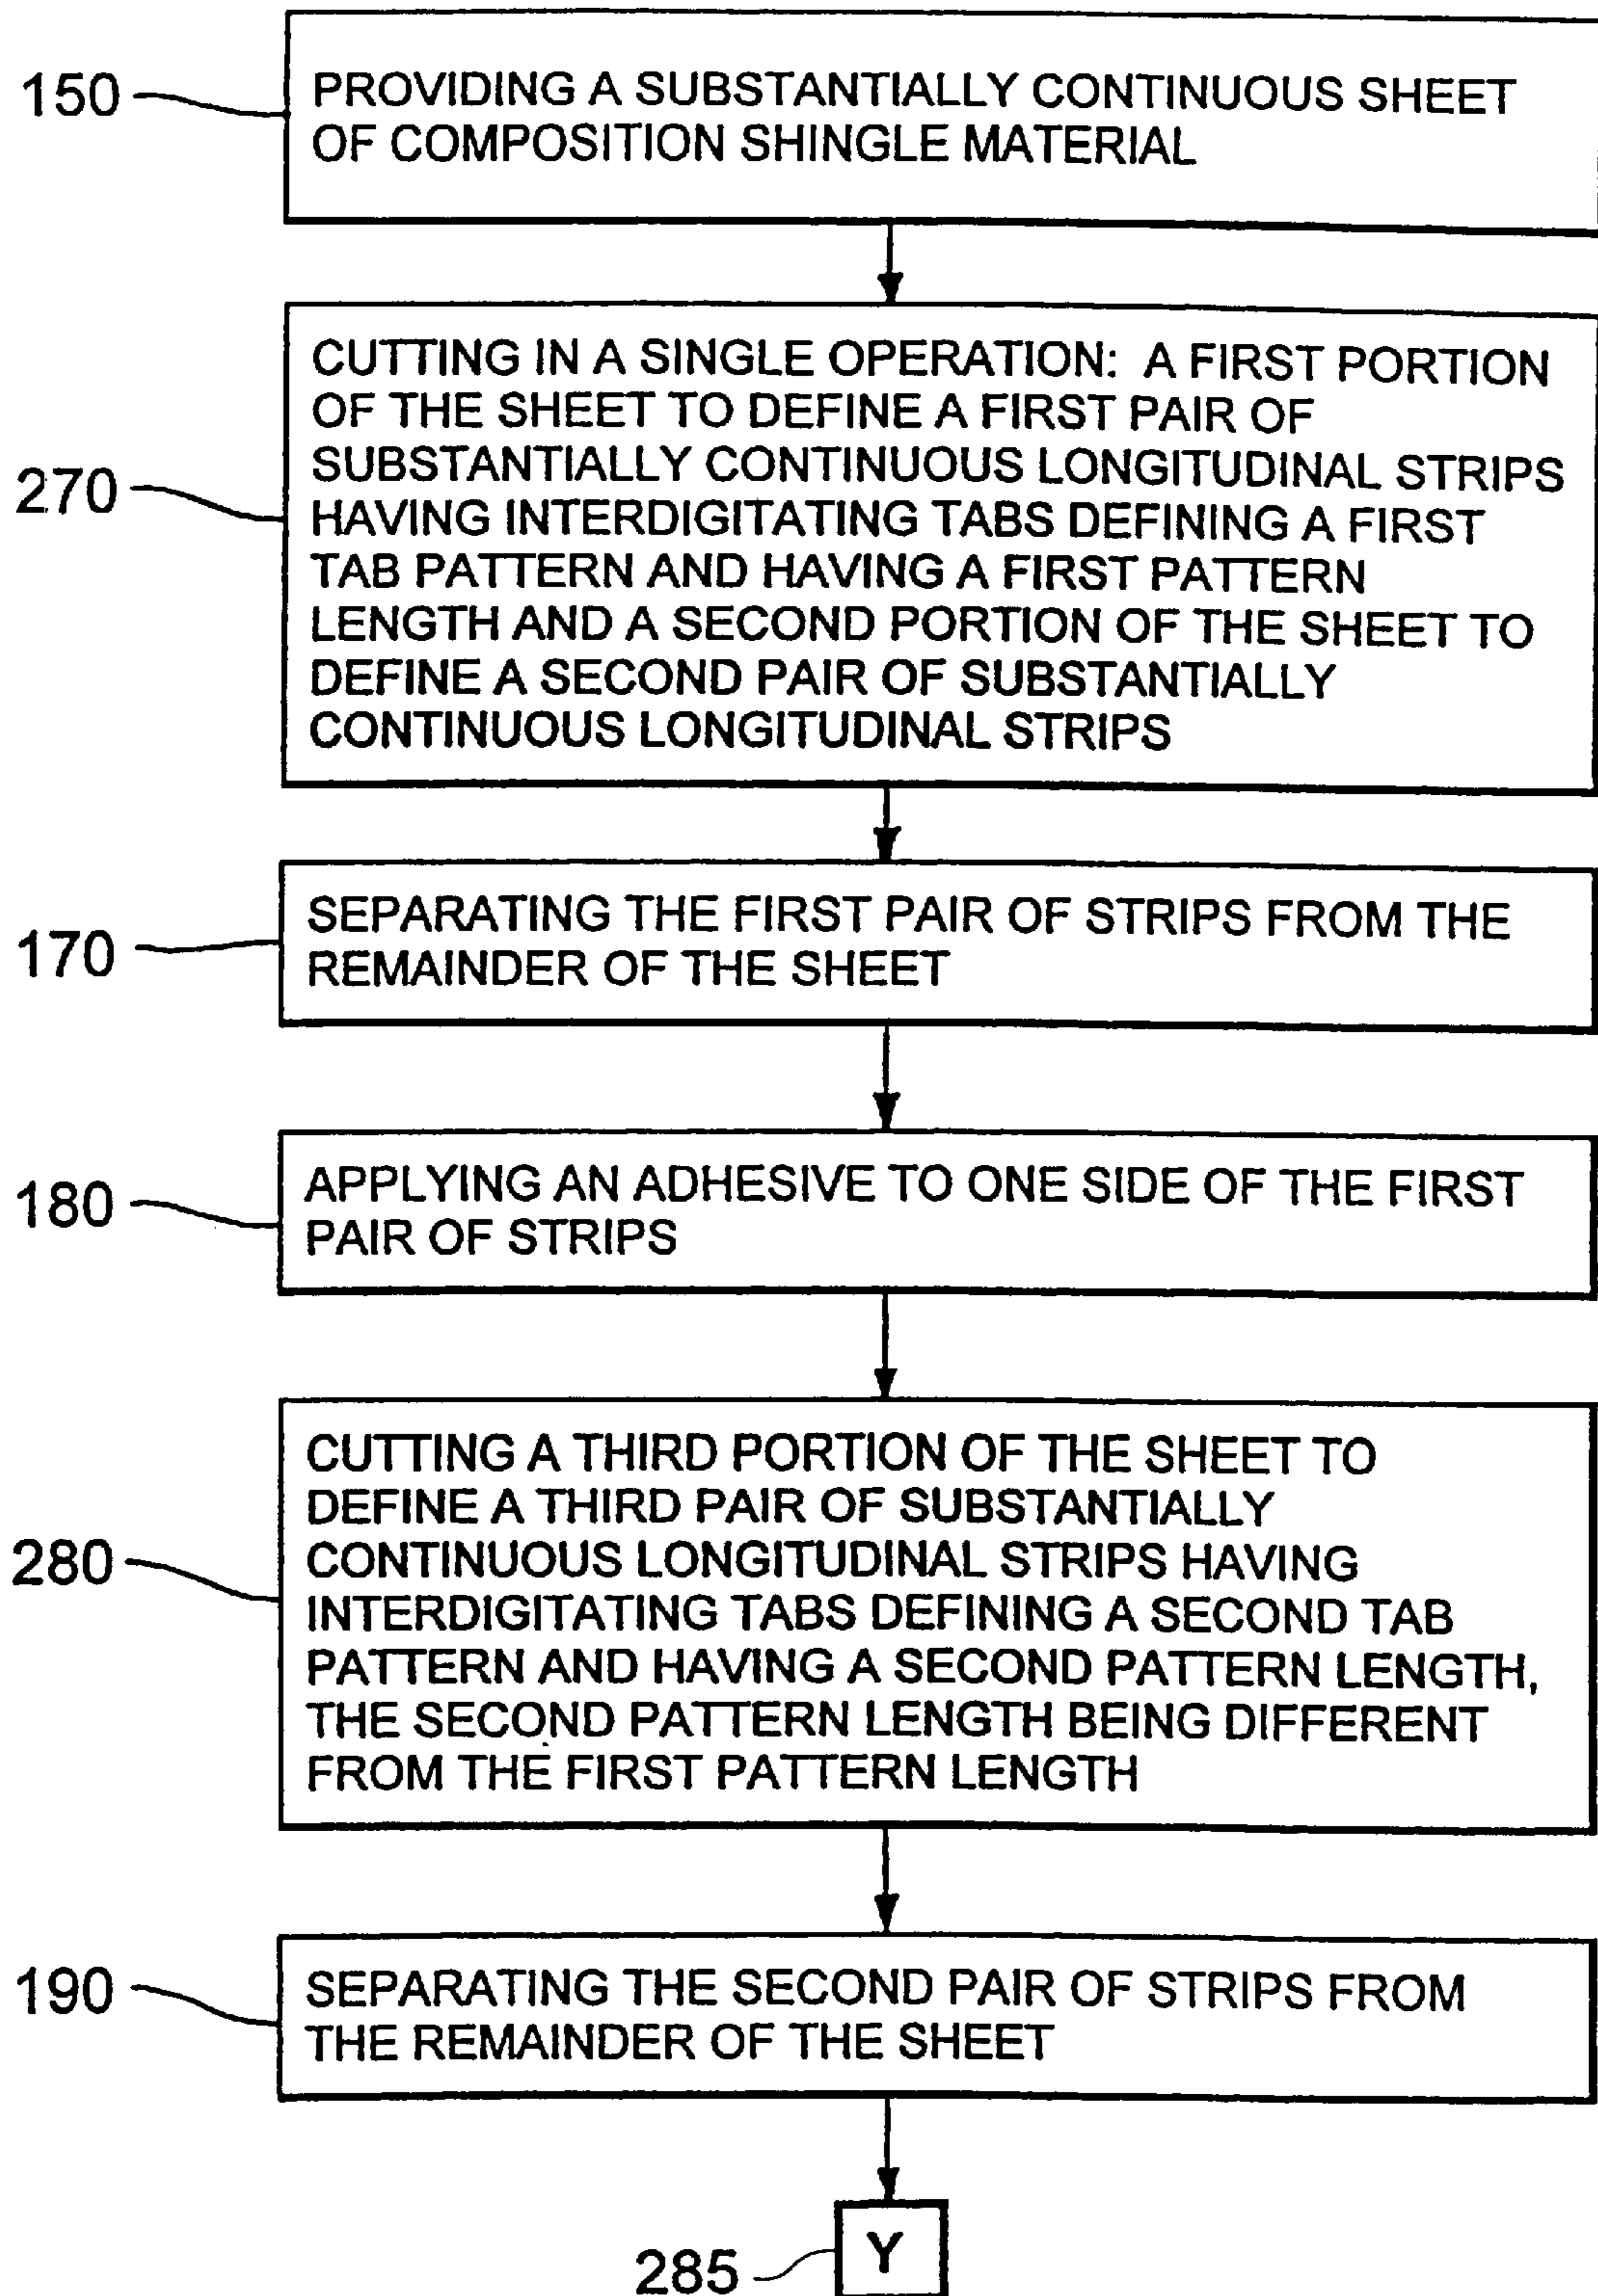 150
PROVIDING A SUBSTANTIALLY CONTINUOUS SHEET
OF COMPOSITION SHINGLE MATERIAL
270
CUTTING IN A SINGLE OPERATION: A FIRST PORTION
OF THE SHEET TO DEFINE A FIRST PAIR OF
SUBSTANTIALLY CONTINUOUS LONGITUDINAL STRIPS
HAVING INTERDIGITATING TABS DEFINING A FIRST
TAB PATTERN AND HAVING A FIRST PATTERN
LENGTH AND A SECOND PORTION OF THE SHEET TO
DEFINE A SECOND PAIR OF SUBSTANTIALLY
CONTINUOUS LONGITUDINAL STRIPS
170
SEPARATING THE FIRST PAIR OF STRIPS FROM THE
REMAINDER OF THE SHEET
180
APPLYING AN ADHESIVE TO ONE SIDE OF THE FIRST
PAIR OF STRIPS
280
CUTTING A THIRD PORTION OF THE SHEET TO
DEFINE A THIRD PAIR OF SUBSTANTIALLY
CONTINUOUS LONGITUDINAL STRIPS HAVING
INTERDIGITATING TABS DEFINING A SECOND TAB
PATTERN AND HAVING A SECOND PATTERN LENGTH,
THE SECOND PATTERN LENGTH BEING DIFFERENT
FROM THE FIRST PATTERN LENGTH
190
SEPARATING THE SECOND PAIR OF STRIPS FROM
THE REMAINDER OF THE SHEET
285
Y